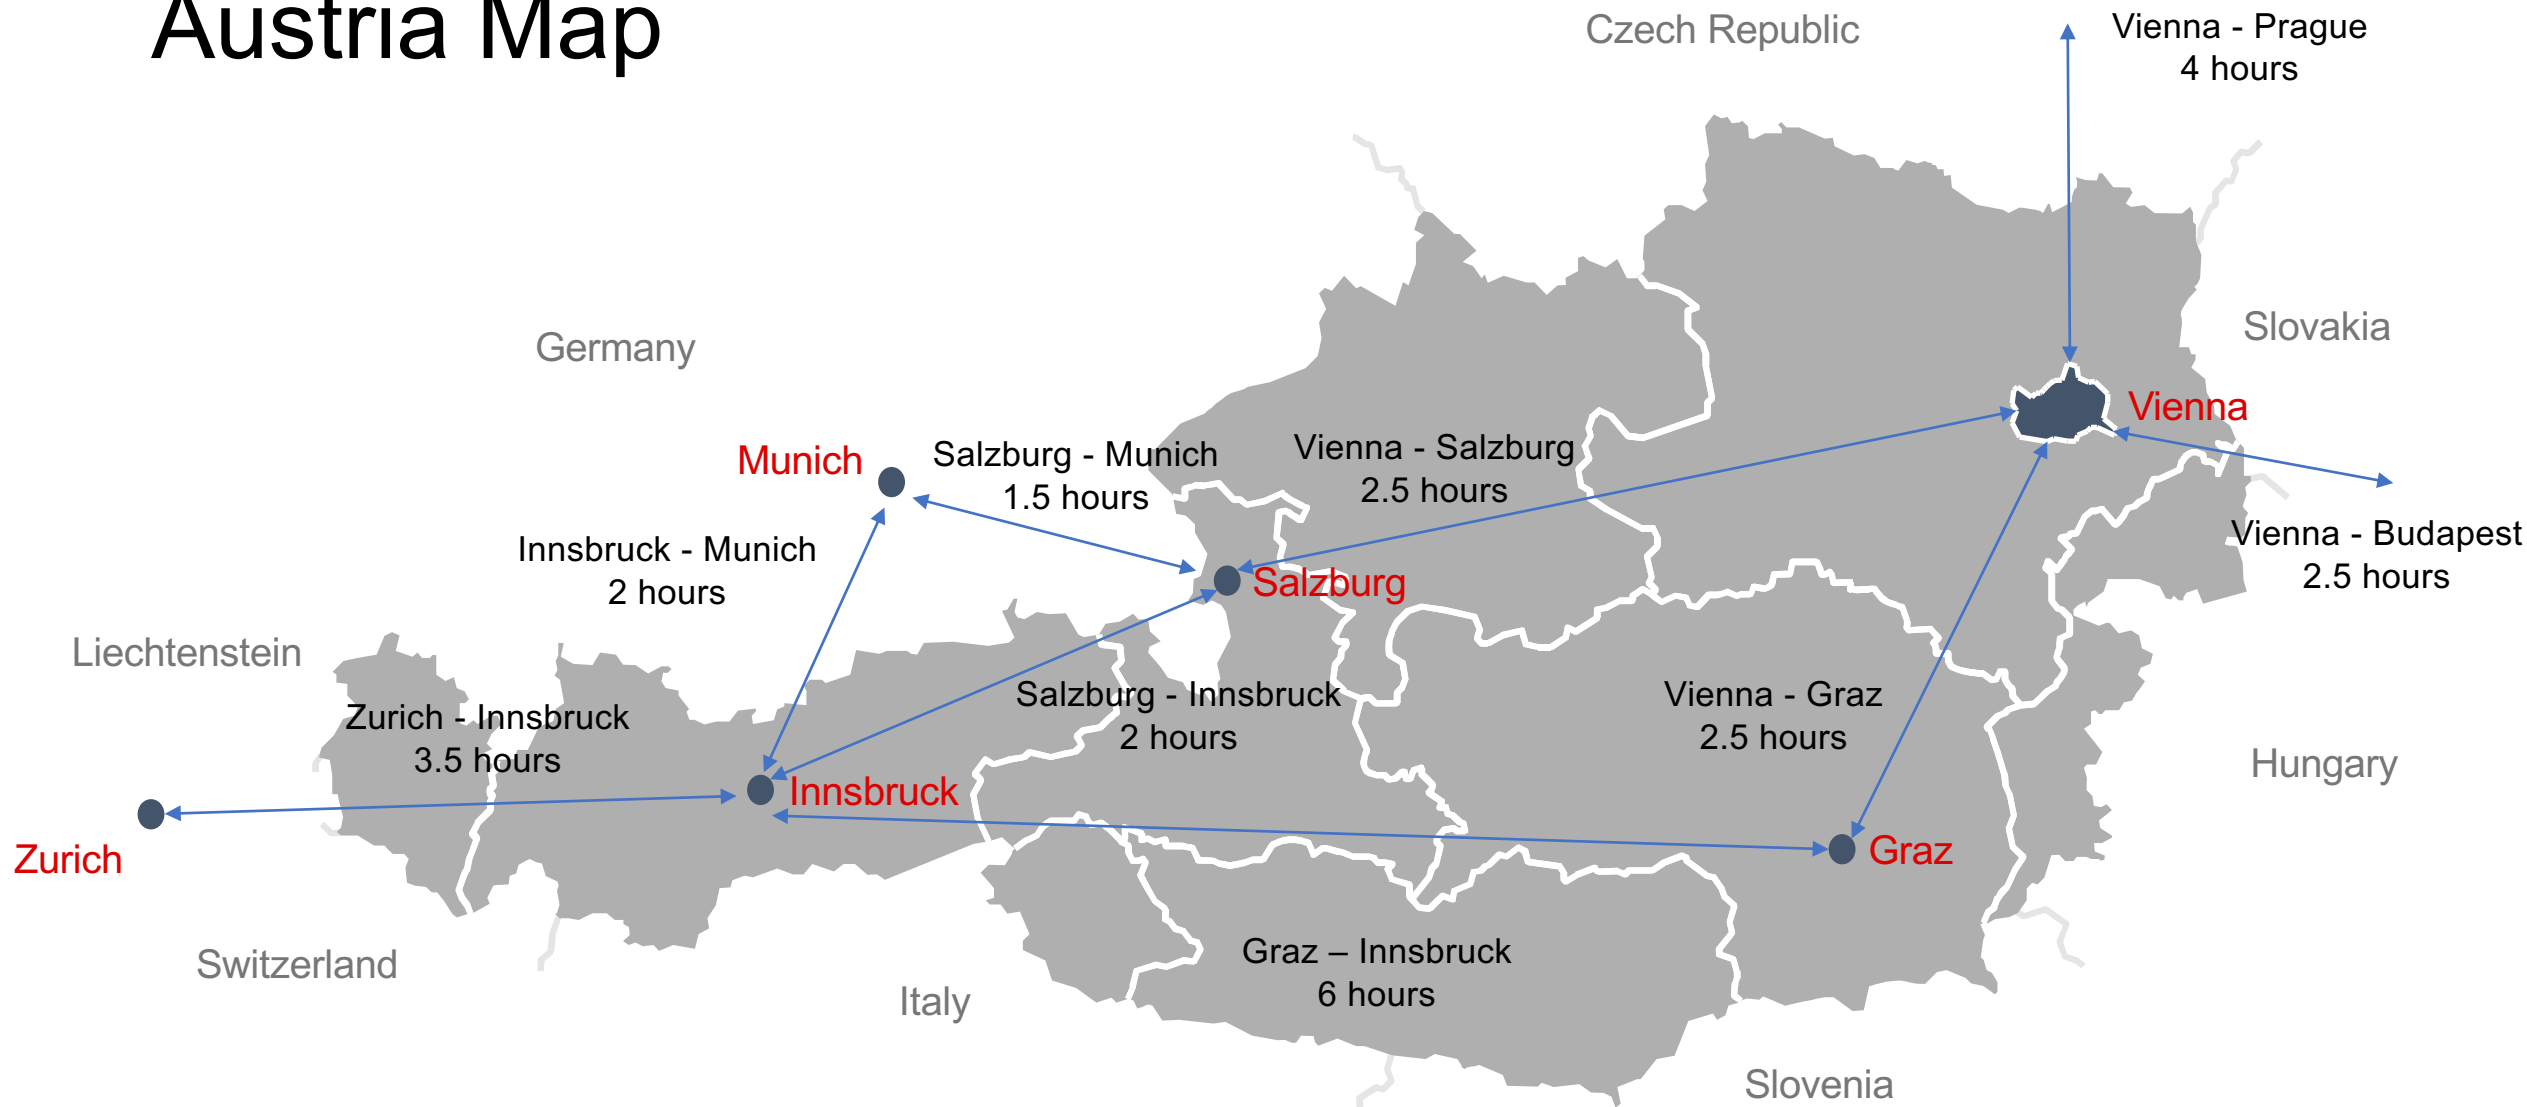 Austria Map
Czech Republic
Vienna - Prague
4 hours
Germany
Slovakia
Vienna
Munich
Salzburg - Munich
1.5 hours
Vienna - Salzburg
2.5 hours
Innsbruck - Munich
2 hours
Vienna - Budapest
2.5 hours
Salzburg
Liechtenstein
Zurich - Innsbruck
3.5 hours
Salzburg - Innsbruck
2 hours
Vienna - Graz
2.5 hours
Hungary
Innsbruck
Zurich
Graz
Switzerland
Graz – Innsbruck
6 hours
Italy
Slovenia